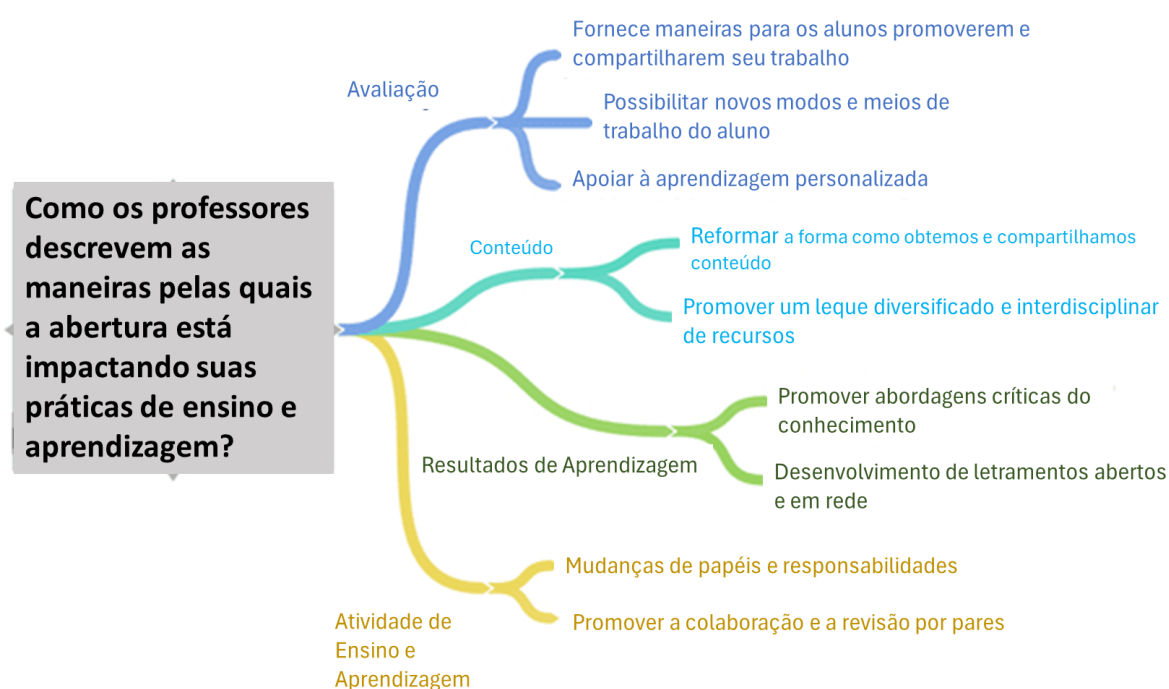 Como os professores
descrevem as
maneiras pelas quais
a abertura está
impactando suas
práticas de ensino e
aprendizagem?
Avaliação
Fornece maneiras para os alunos promoverem e
compartilharem seu trabalho
Possibilitar novos modos e meios de
trabalho do aluno
Apoiar à aprendizagem personalizada
Conteúdo
Reformar a forma como obtemos e compartilhamos
conteúdo
Promover um leque diversificado e interdisciplinar
de recursos
Resultados de Aprendizagem
Promover abordagens críticas do
conhecimento
Desenvolvimento de letramentos abertos
e em rede
Atividade de
Ensino e
Aprendizagem
Mudanças de papéis e responsabilidades
Promover a colaboração e a revisão por pares